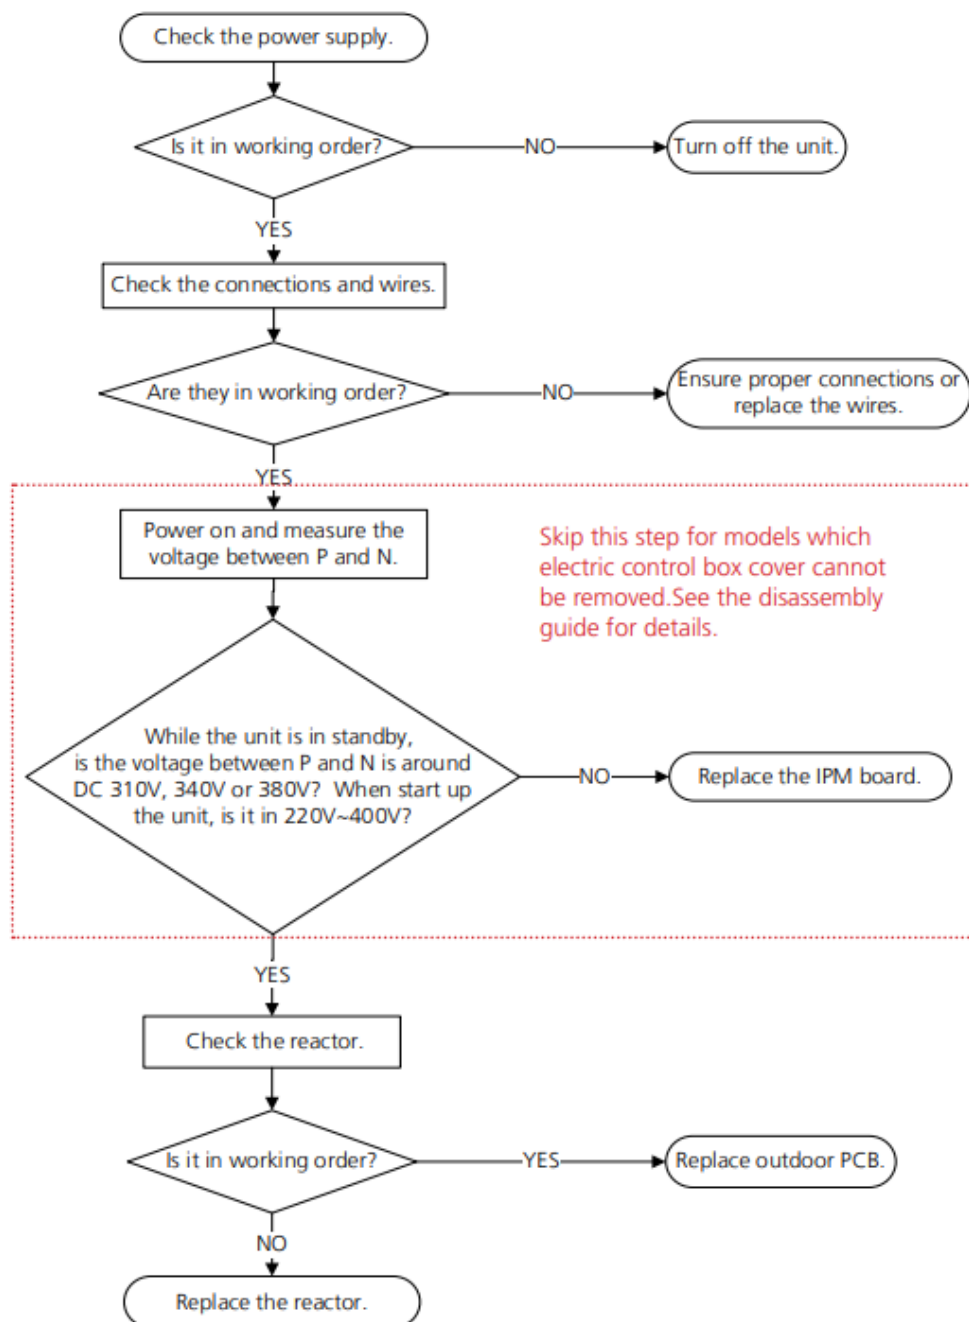 Check the power supply.
Is it in working order?
NO
Turn off the unit.
YES
Check the connections and wires.
Are they in working order?
NO
Ensure proper connections or
replace the wires.
YES
Power on and measure the
voltage between P and N.
Skip this step for models which
electric control box cover cannot
be removed.See the disassembly
guide for details.
While the unit is in standby,
is the voltage between P and N is around
DC 310V, 340V or 380V? When start up
the unit, is it in 220V~400V?
NO
Replace the IPM board.
YES
Check the reactor.
Is it in working order?
YES
Replace outdoor PCB.
NO
Replace the reactor.